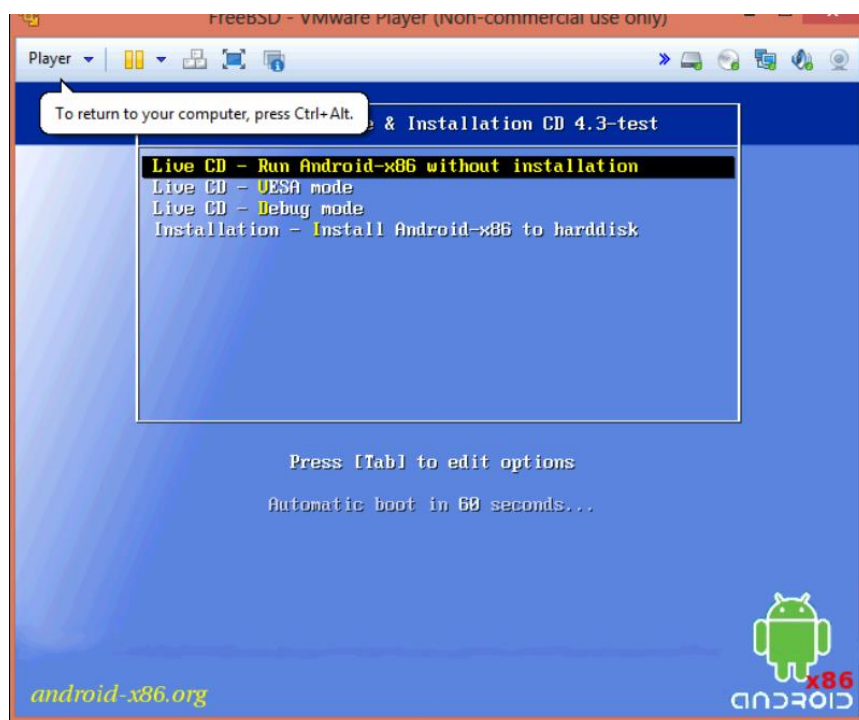 FreeBSD - VMware Player (Non-commercial use only)
Player
To return to your computer, press Ctrl+Alt.
& Installation CD 4.3-test
Live CD - Run Android-x86 without installation
Live CD - VESA mode
Live CD - Debug mode
Installation - Install Android-x86 to harddisk
Press [Tab] to edit options
Automatic boot in 60 seconds...
android-x86.org
x86
android